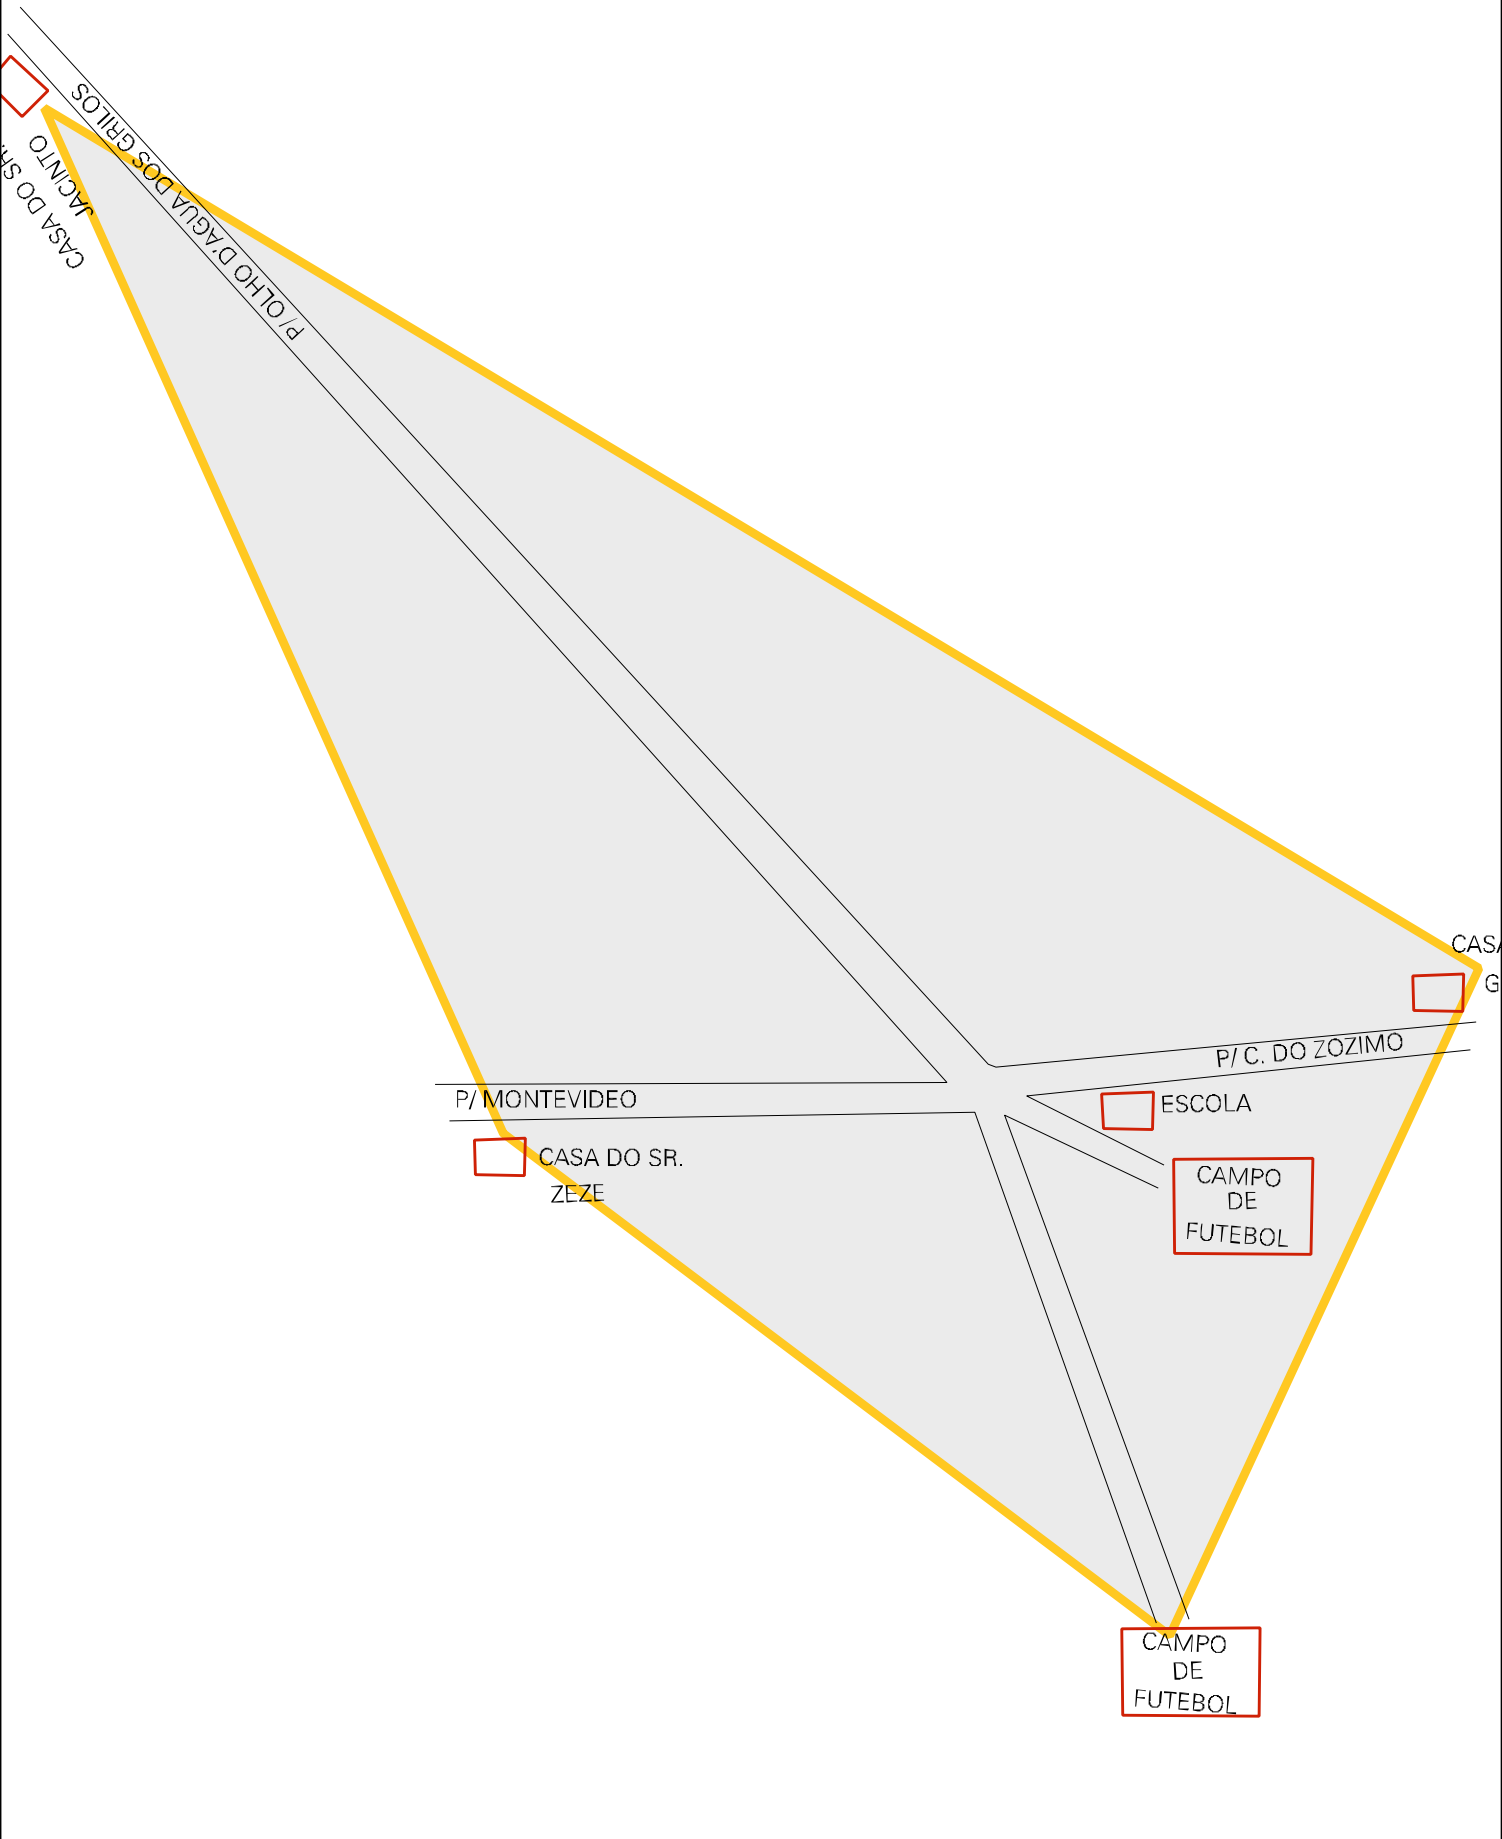 P/ OLHO D'AGUA DOS GRILOS
CASA DO SR.
JACINTO
CASA
G
P/ C. DO ZOZIMO
P/ MONTEVIDEO
ESCOLA
CASA DO SR.
ZEZE
CAMPO
DE
FUTEBOL
CAMPO
DE
FUTEBOL